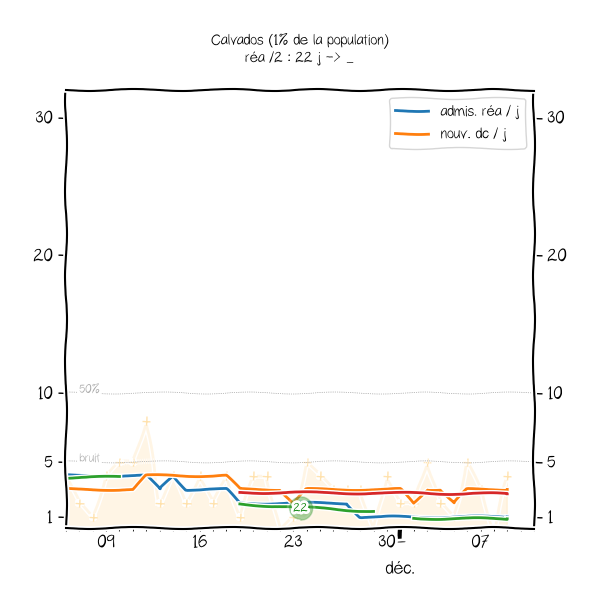 Calvados (1% de la population)
réa /2 : 22 j -> _
admis. réa / j
nouv. dc / j
30 30
20 20
10 10
50%
5 5
bruit
22
1 1
09 16 23 30 07
déc.